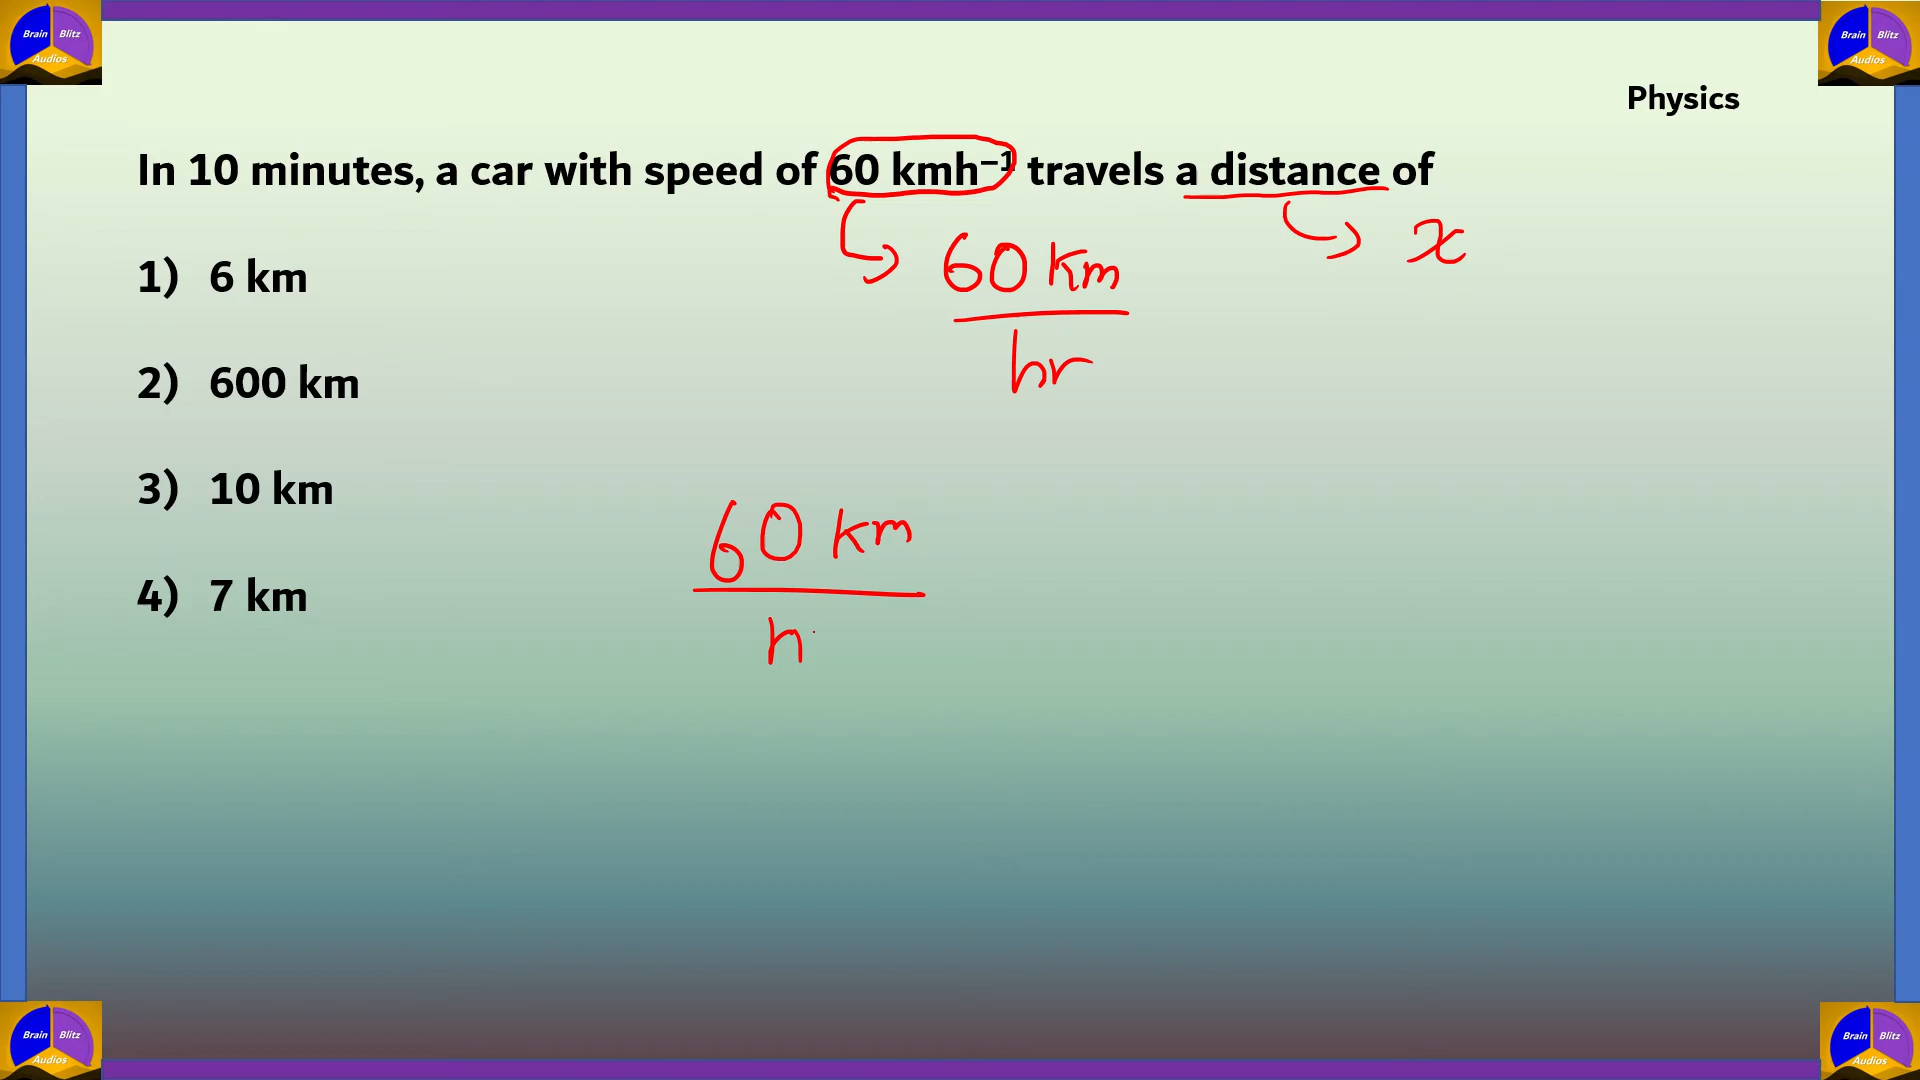 Brain Blitz
Audios
Brain Blitz
Audios
Physics
In 10 minutes, a car with speed of 60 kmh⁻¹ travels a distance of
x
60 km
hr
1) 6 km
2) 600 km
3) 10 km
4) 7 km
60 km
h
Brain Blitz
Audios
Brain Blitz
Audios